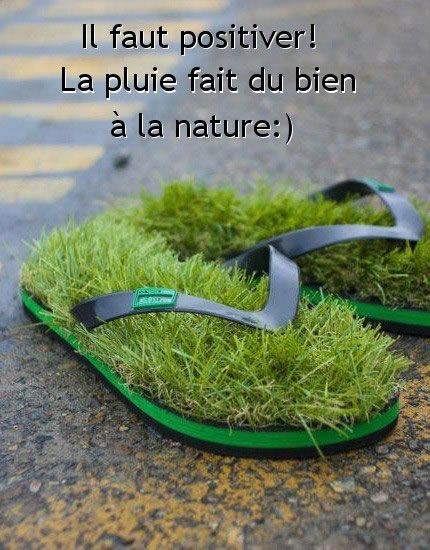 Il faut positiver!
La pluie fait du bien
à la nature:)